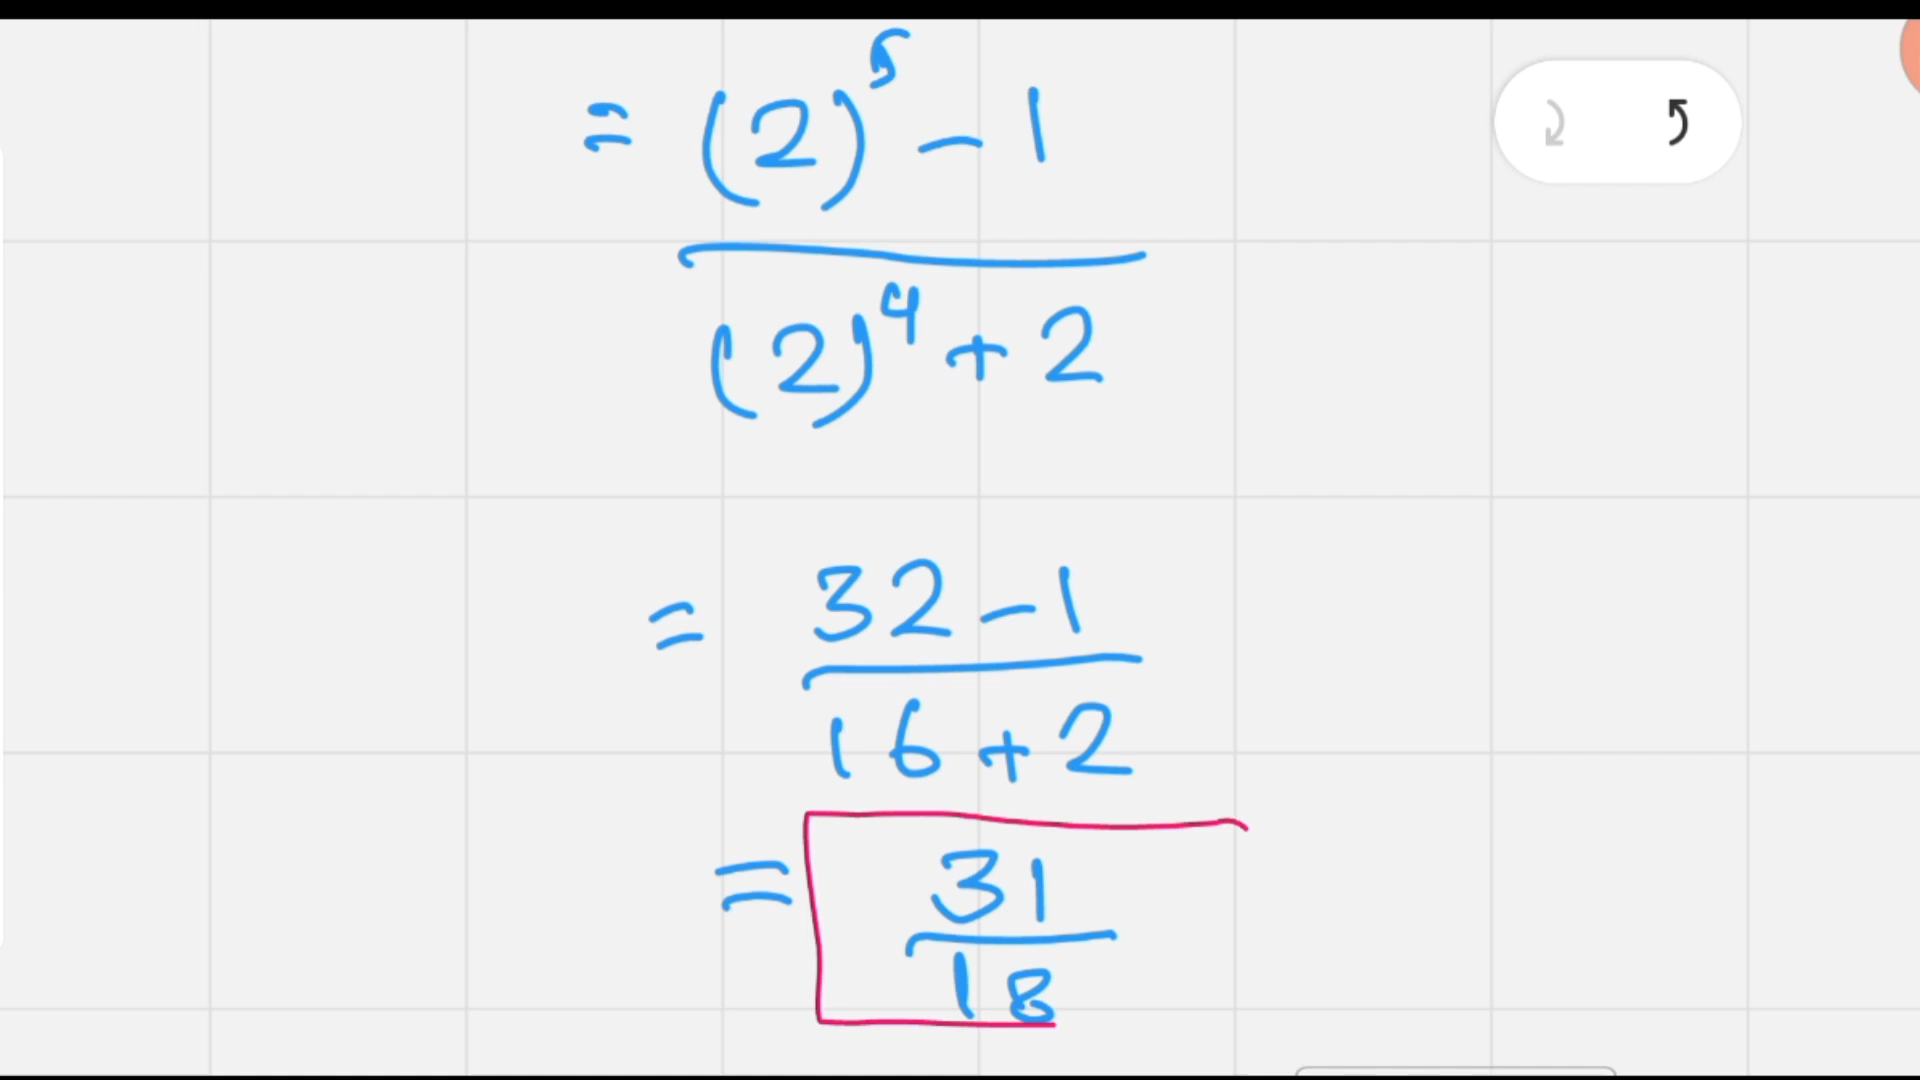 = (2)^5 - 1
(2)^4 + 2
= 32 - 1
16 + 2
= 31
18